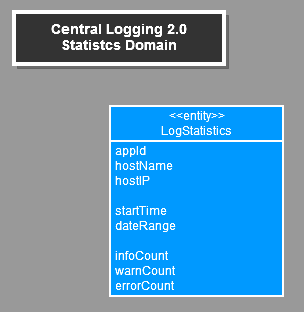 Central Logging 2.0
Statistcs Domain
<<entity>>
LogStatistics
appId
hostName
hostIP
startTime
dateRange
infoCount
warnCount
errorCount